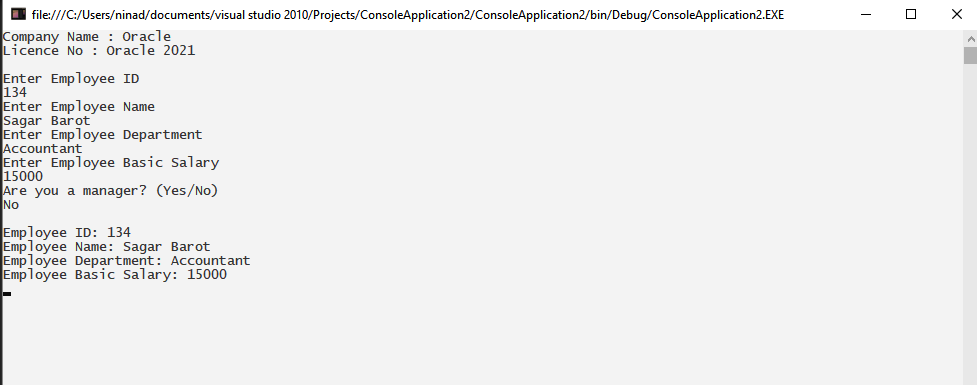 file:///C:/Users/ninad/documents/visual studio 2010/Projects/ConsoleApplication2/ConsoleApplication2/bin/Debug/ConsoleApplication2.EXE
Company Name : Oracle
Licence No : Oracle 2021
Enter Employee ID
134
Enter Employee Name
Sagar Barot
Enter Employee Department
Accountant
Enter Employee Basic Salary
15000
Are you a manager? (Yes/No)
No
Employee ID: 134
Employee Name: Sagar Barot
Employee Department: Accountant
Employee Basic Salary: 15000